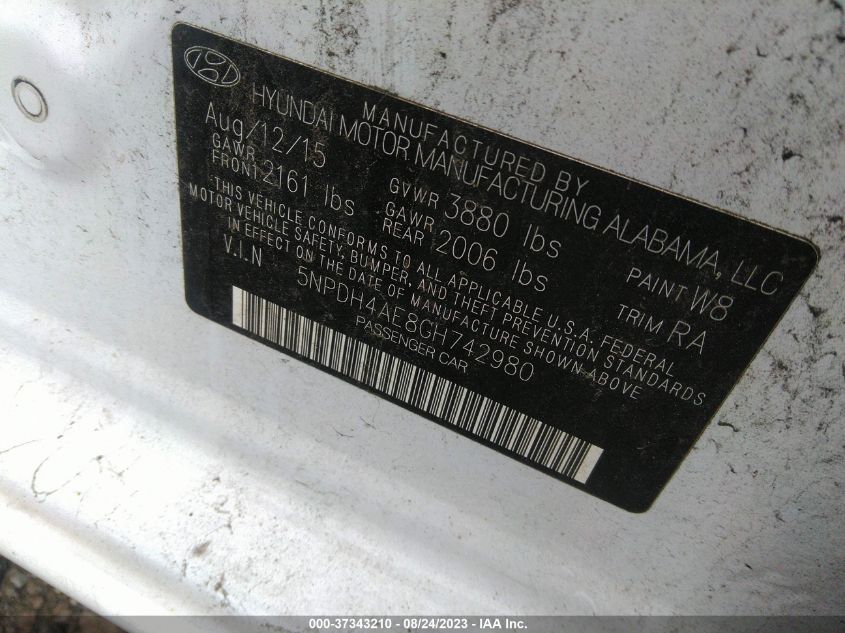 MANUFACTURED BY
HYUNDAI MOTOR MANUFACTURING ALABAMA, LLC
Aug/12/15 GVWR 3880 lbs PAINT W8
GAWR FRONT 2161 lbs GAWR REAR 2006 lbs TRIM RA
THIS VEHICLE CONFORMS TO ALL APPLICABLE U.S.A. FEDERAL
MOTOR VEHICLE SAFETY, BUMPER, AND THEFT PREVENTION STANDARDS
IN EFFECT ON THE DATE OF MANUFACTURE SHOWN ABOVE
V.I.N 5NPDH4AE8GH742980
PASSENGER CAR
000-37343210 - 08/24/2023 - IAA Inc.